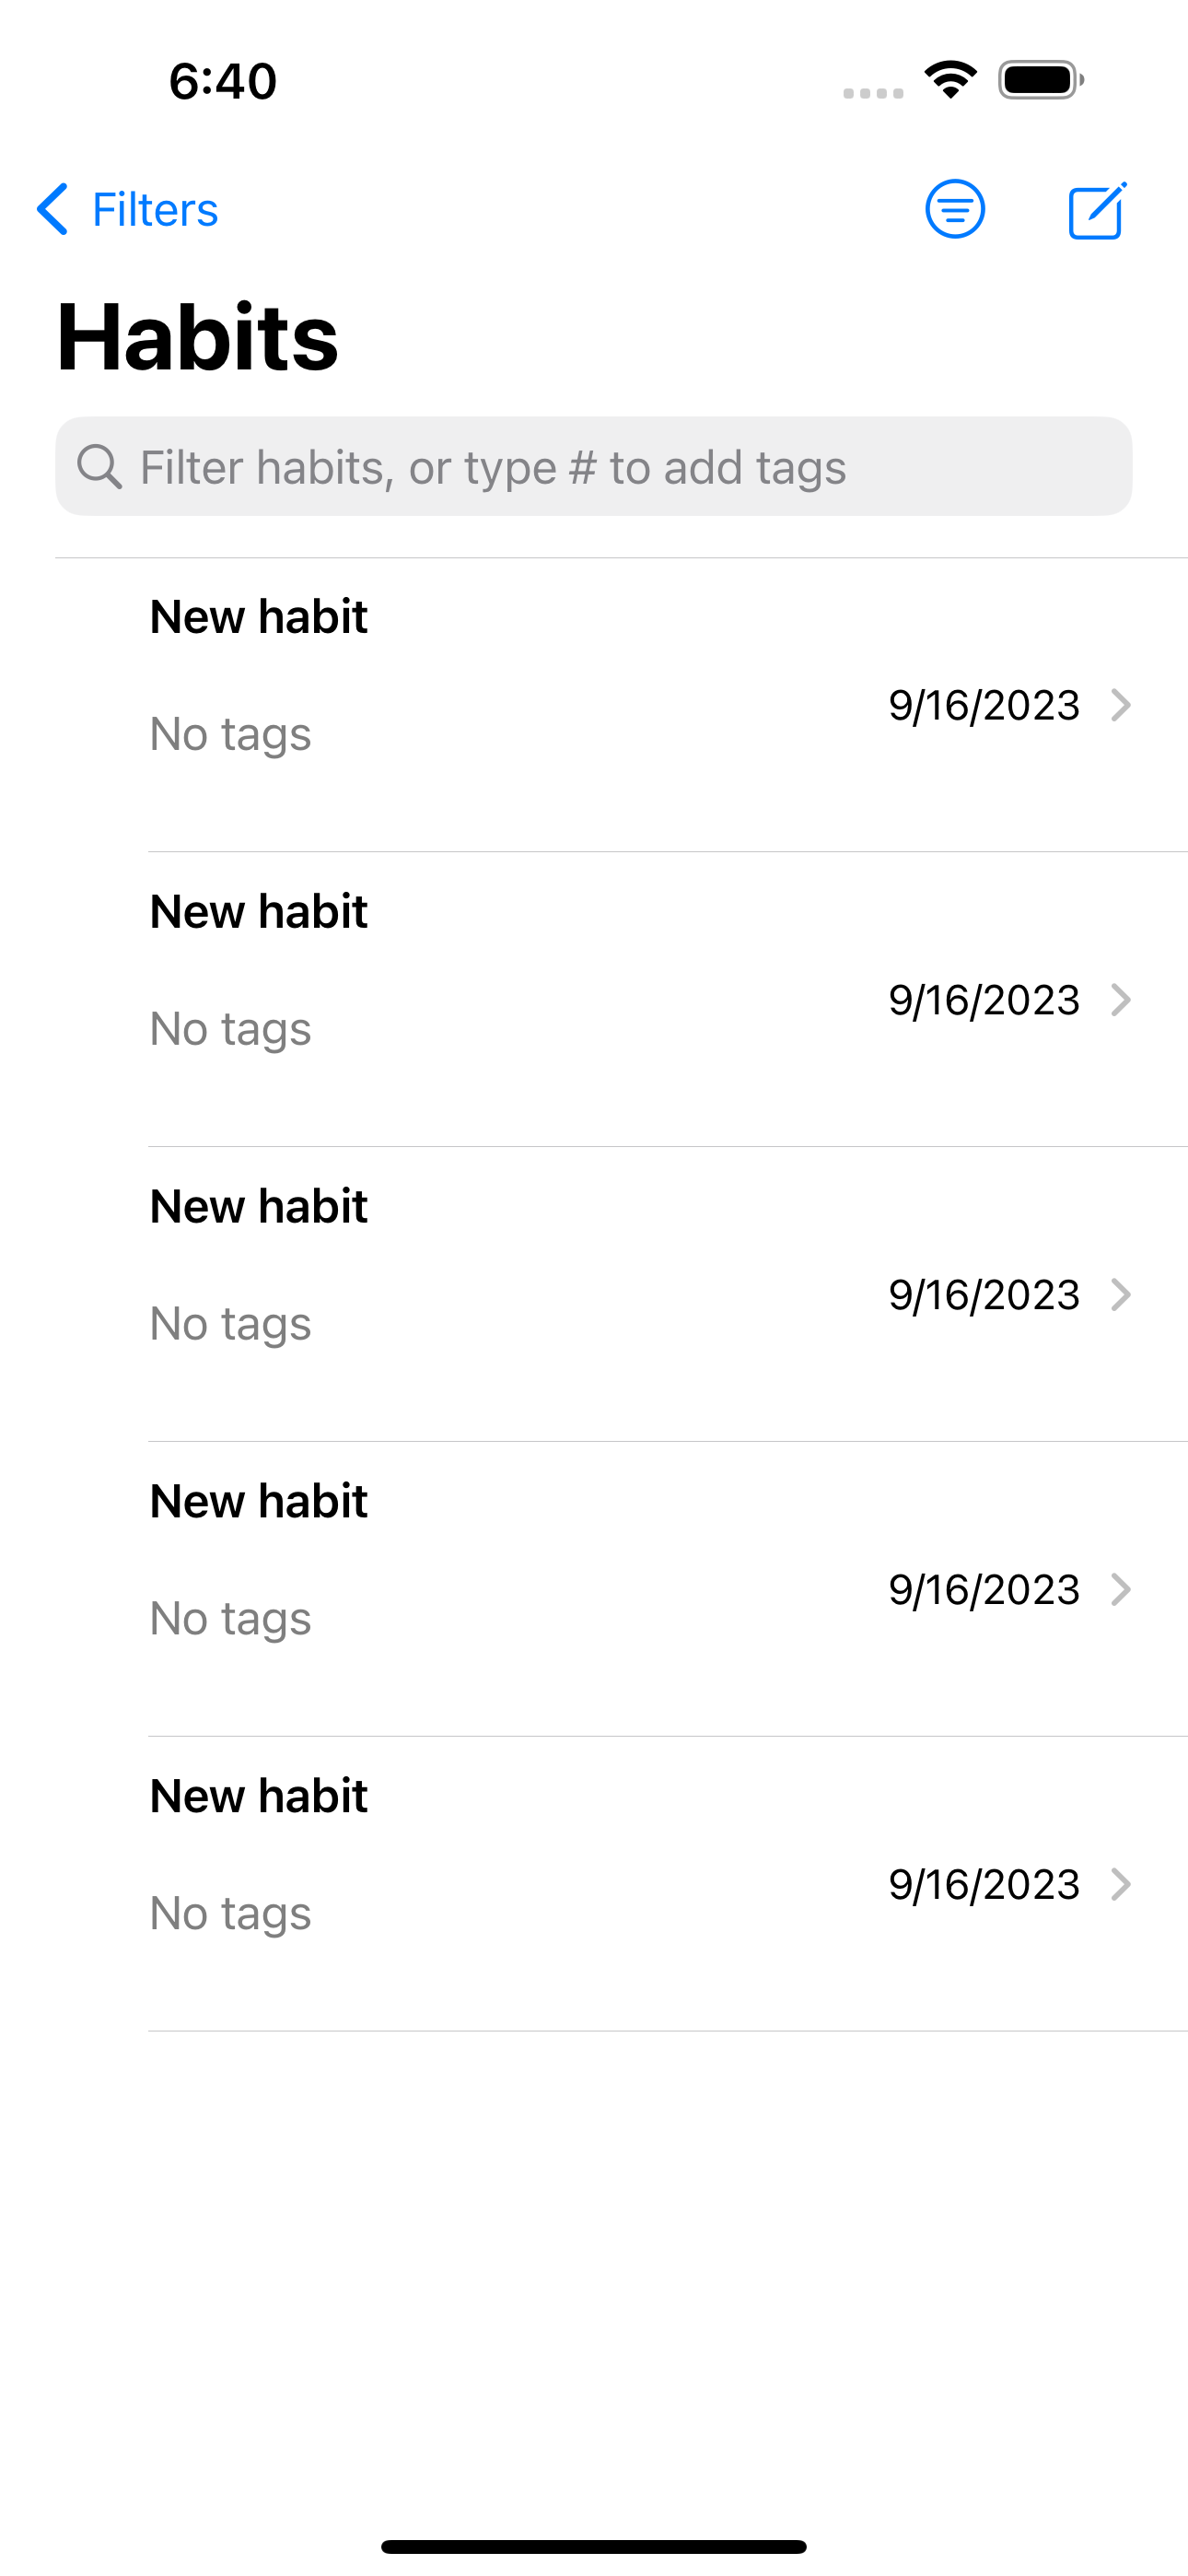 6:40
Filters
Habits
Filter habits, or type # to add tags
New habit
9/16/2023
No tags
New habit
9/16/2023
No tags
New habit
9/16/2023
No tags
New habit
9/16/2023
No tags
New habit
9/16/2023
No tags